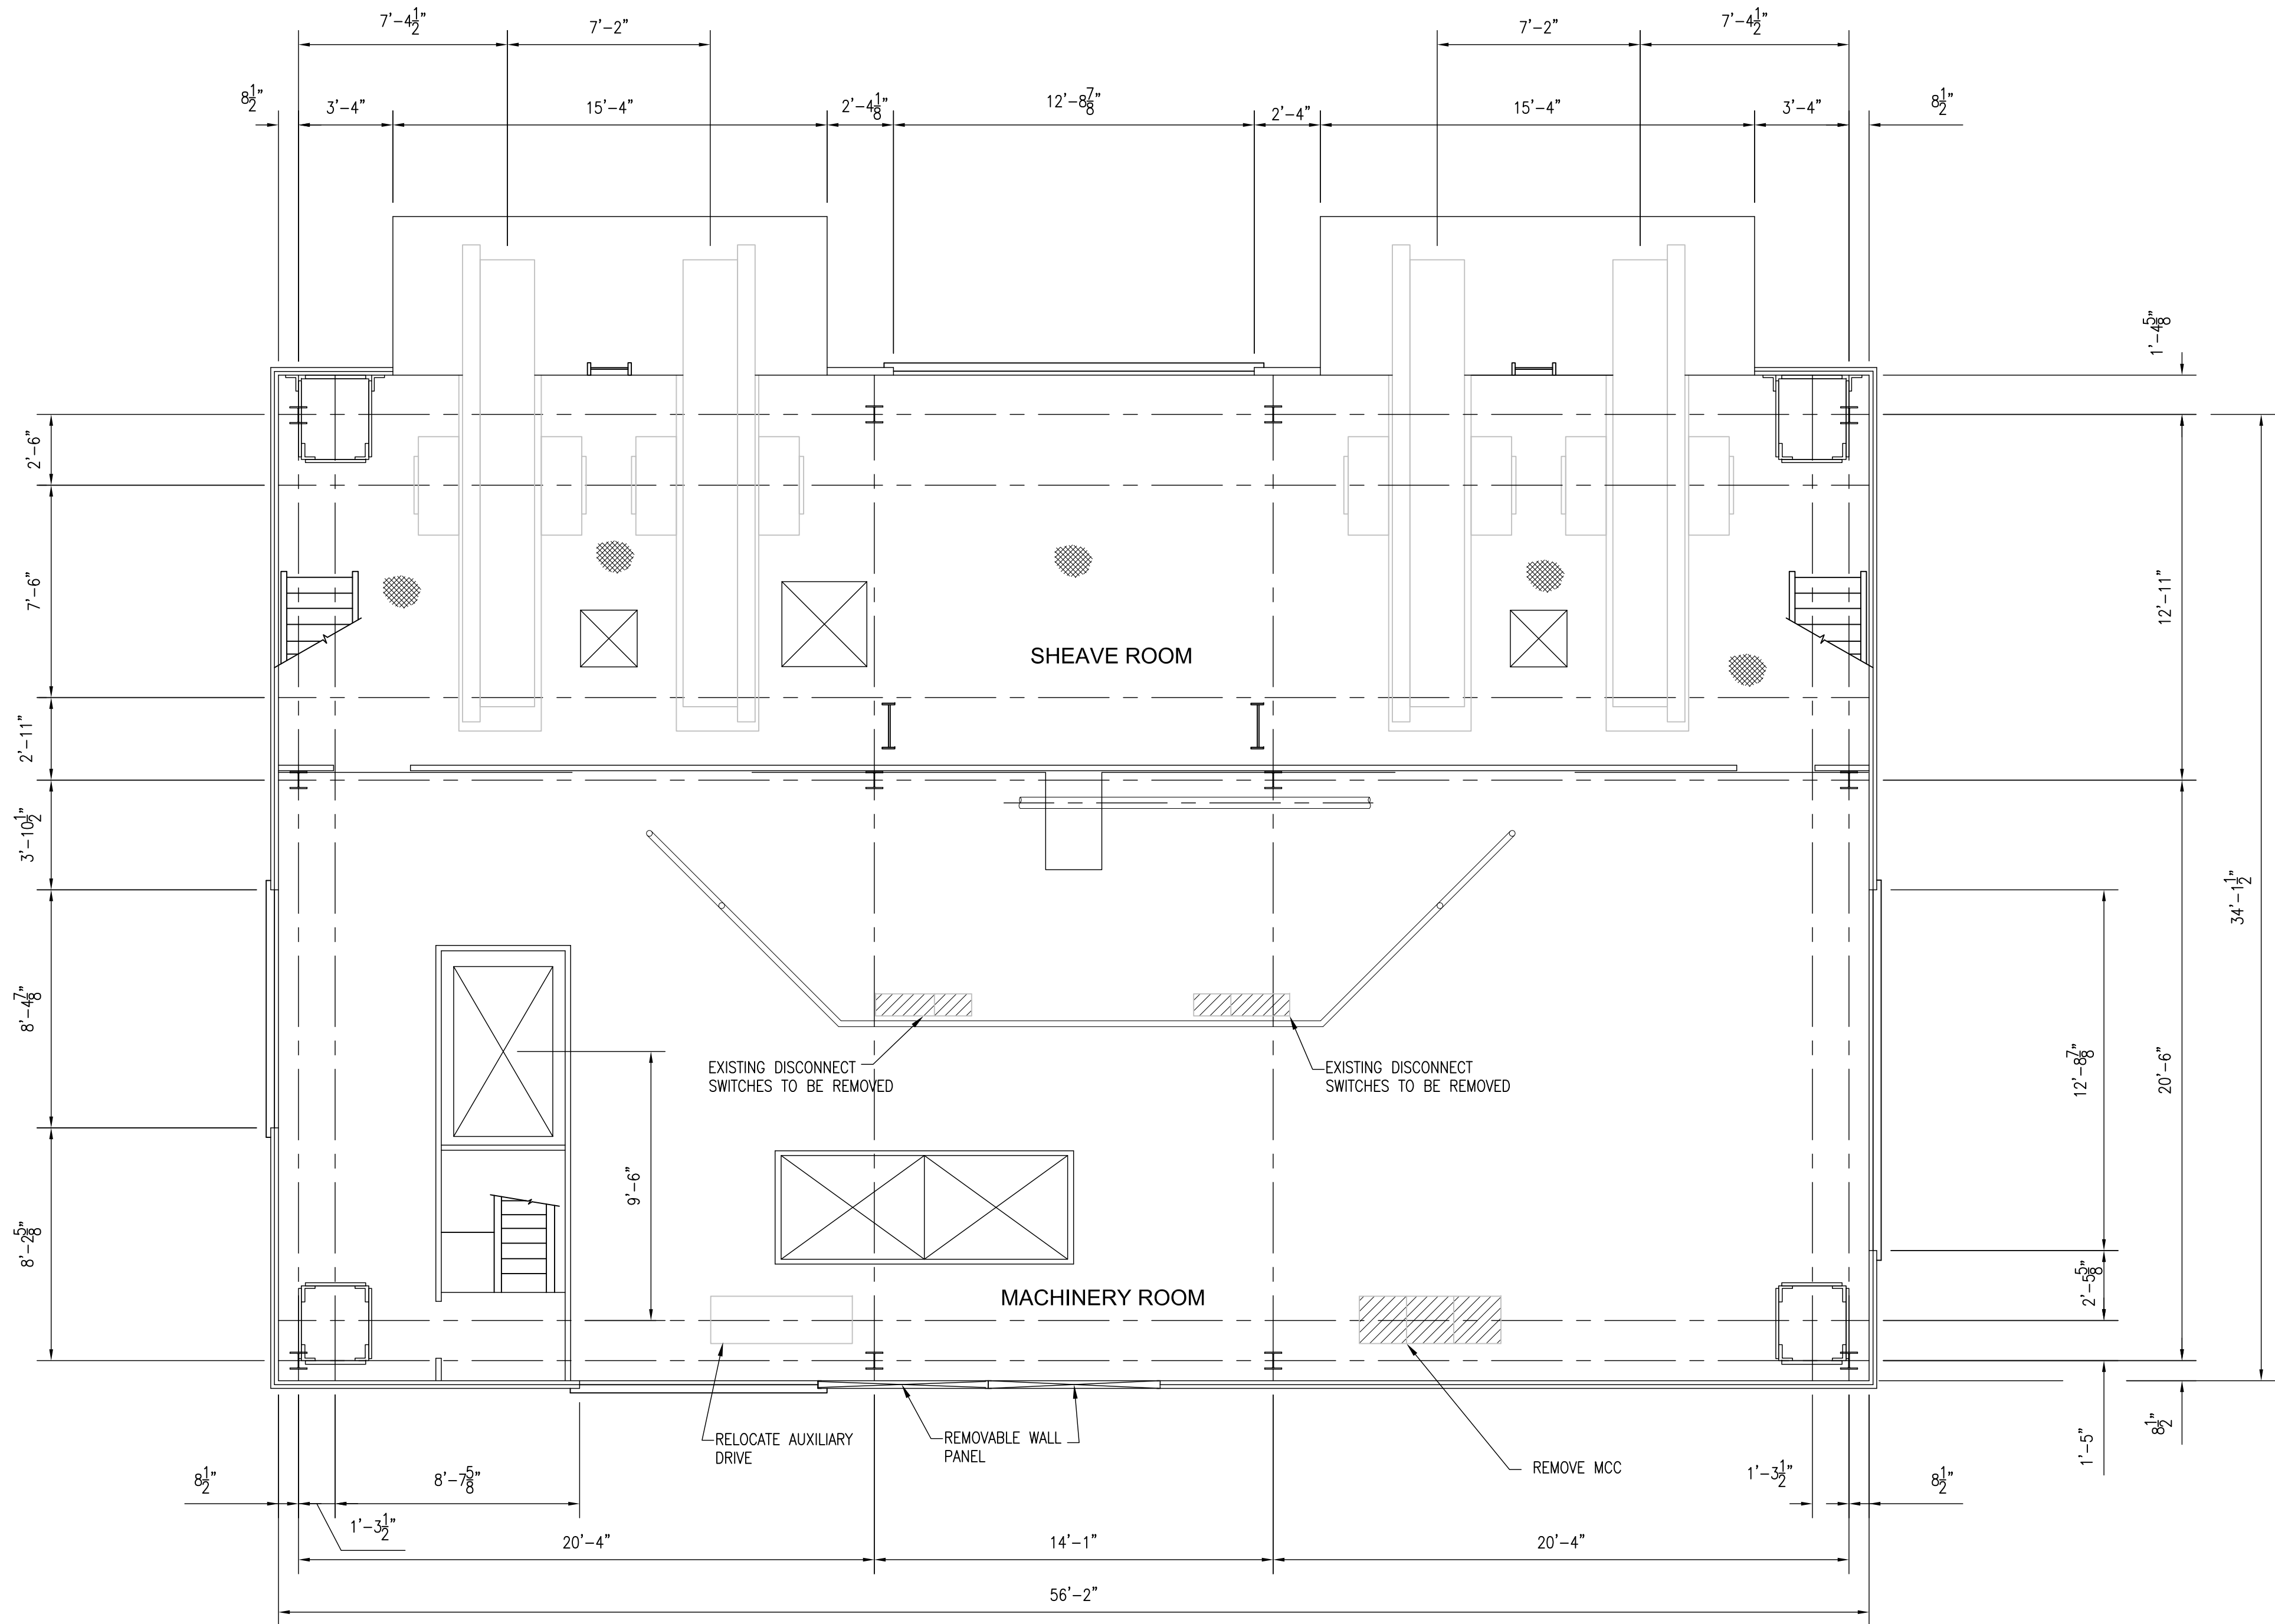 7'-4 1/2" 7'-2" 7'-2" 7'-4 1/2"
8 1/2" 3'-4" 15'-4" 2'-4 1/8" 12'-8 7/8" 2'-4" 15'-4" 3'-4" 8 1/2"
1'-4 5/8"
2'-6"
7'-6"
12'-11"
SHEAVE ROOM
2'-11"
3'-10 1/2"
34'-1 1/2"
8'-4 7/8"
12'-8 7/8"
20'-6"
EXISTING DISCONNECT
SWITCHES TO BE REMOVED
EXISTING DISCONNECT
SWITCHES TO BE REMOVED
9'-6"
8'-2 5/8"
2'-5 5/8"
MACHINERY ROOM
8 1/2"
1'-5"
RELOCATE AUXILIARY
DRIVE
REMOVABLE WALL
PANEL
REMOVE MCC
8 1/2" 8'-7 5/8" 1'-3 1/2" 8 1/2"
1'-3 1/2"
20'-4" 14'-1" 20'-4"
56'-2"